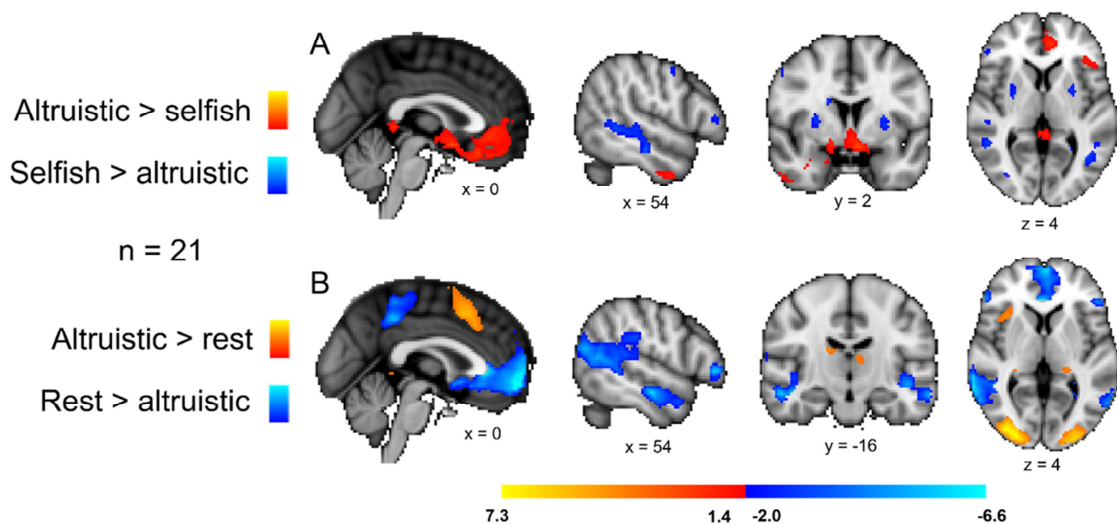 A
Altruistic > selfish
Selfish > altruistic
x = 0
x = 54
y = 2
z = 4
n = 21
B
Altruistic > rest
Rest > altruistic
x = 0
x = 54
y = -16
z = 4
7.3
1.4
-2.0
-6.6